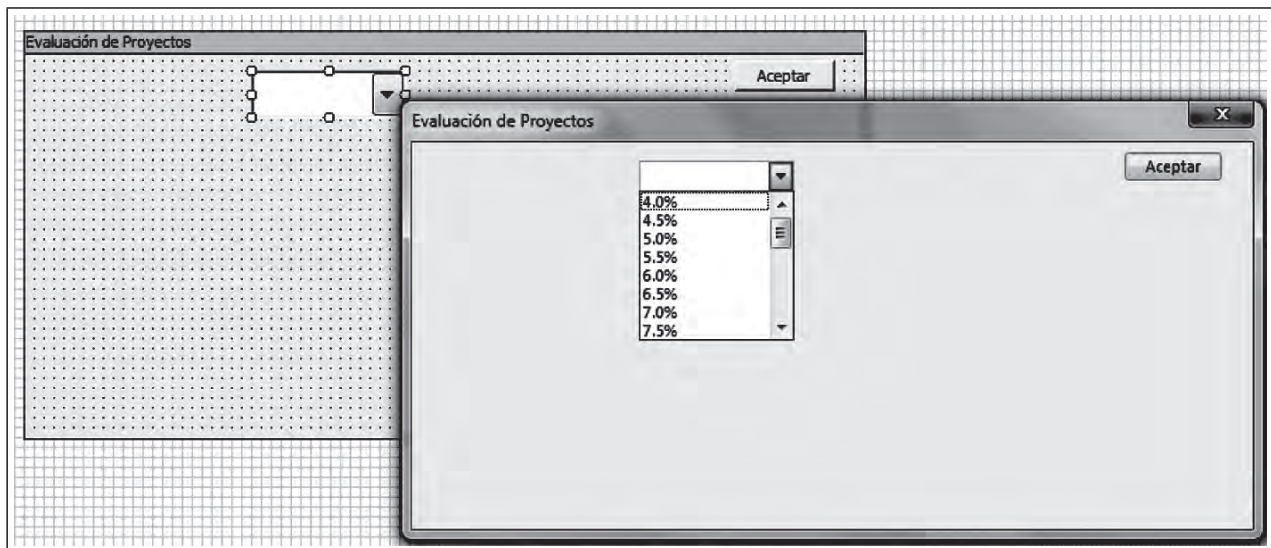 Evaluación de Proyectos
Aceptar
Evaluación de Proyectos
Aceptar
4.0%
4.5%
5.0%
5.5%
6.0%
6.5%
7.0%
7.5%